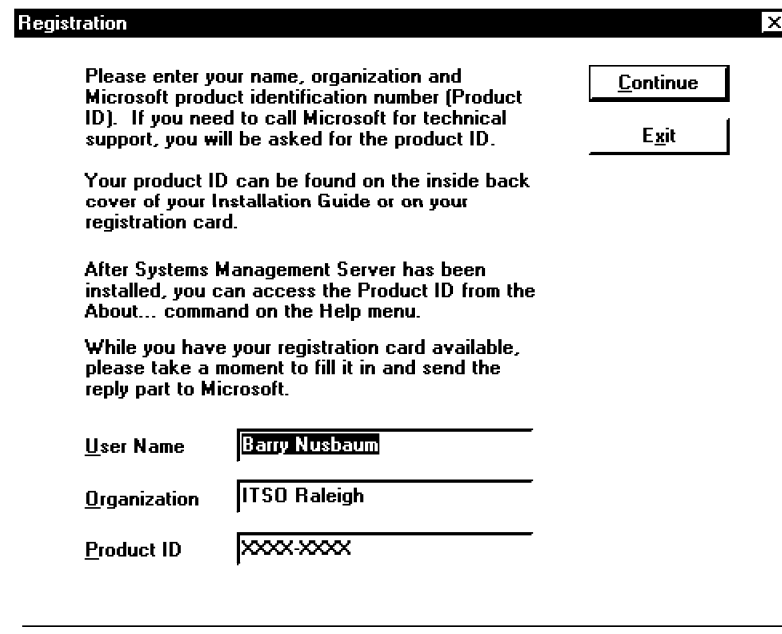 Registration
Please enter your name, organization and
Microsoft product identification number (Product
ID).  If you need to call Microsoft for technical
support, you will be asked for the product ID.
Continue
Exit
Your product ID can be found on the inside back
cover of your Installation Guide or on your
registration card.
After Systems Management Server has been
installed, you can access the Product ID from the
About... command on the Help menu.
While you have your registration card available,
please take a moment to fill it in and send the
reply part to Microsoft.
User Name Barry Nusbaum
Organization ITSO Raleigh
Product ID XXXX-XXXX